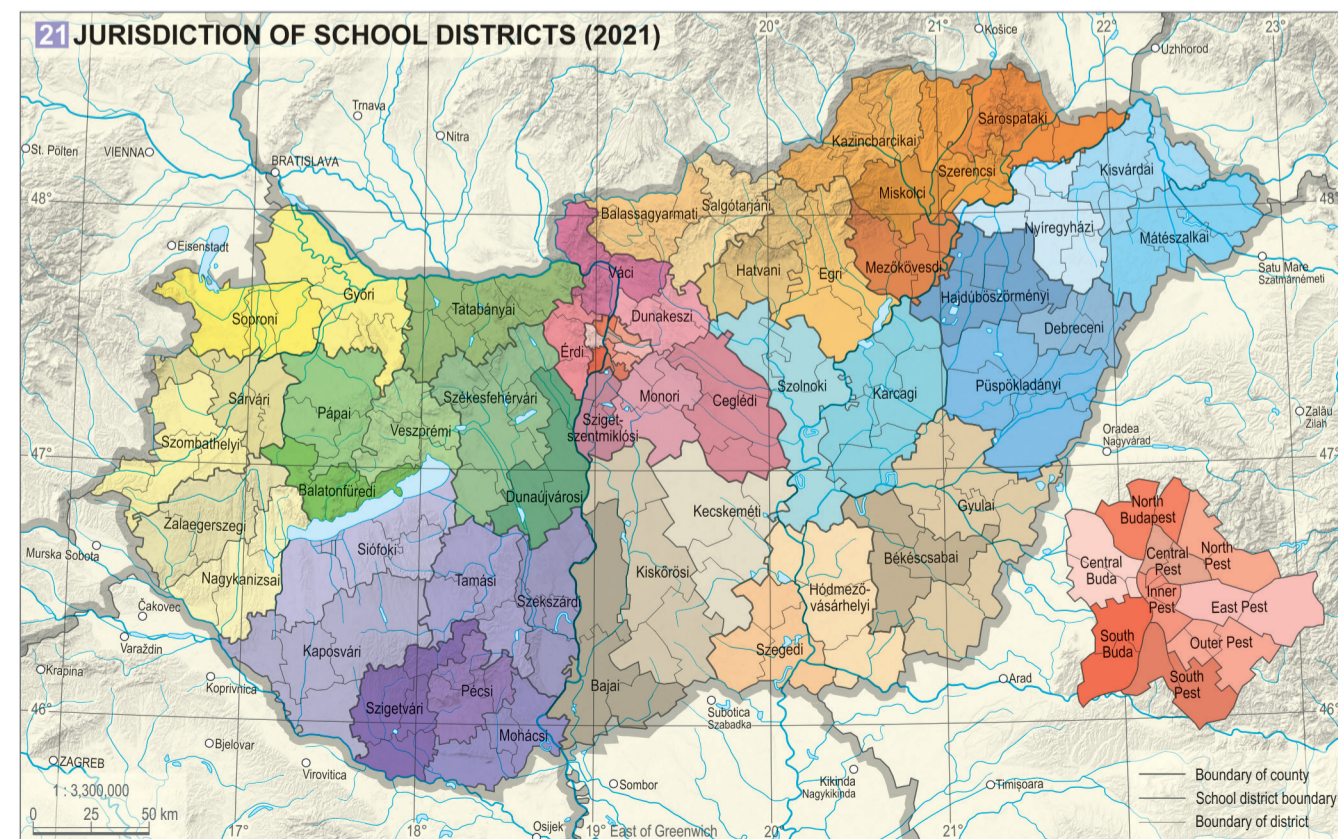 21 JURISDICTION OF SCHOOL DISTRICTS (2021)
20°
21°
22°
23°
Košice
Uzhhorod
Trnava
Nitra
St. Pölten
VIENNA
BRATISLAVA
Sárospataki
Kazincbarcikai
Szerencsi
Kisvárdai
48°
Miskolci
Salgótarjáni
Balassagyarmati
48°
Nyíregyházi
Mátészalkai
Eisenstadt
Váci
Hatvani
Egri
Mezőkövesdi
Satu Mare
Szatmárnémeti
Győri
Soproni
Tatabányai
Dunakeszi
Hajdúböszörményi
Debreceni
Érdi
Sárvári
Pápai
Székesfehérvári
Monori
Ceglédi
Szolnoki
Karcagi
Püspökladányi
Veszprémi
Sziget-
szentmiklósi
Zalău
Zilah
Szombathelyi
Oradea
Nagyvárad
47°
47°
Balatonfüredi
Dunaújvárosi
Zalaegerszegi
Kecskeméti
Gyulai
North
Budapest
Murska Sobota
Siófoki
Central
Buda
Central
Pest
North
Pest
Nagykanizsai
Tamási
Kiskőrösi
Békéscsabai
Hódmező-
vásárhelyi
Inner
Pest
East Pest
Čakovec
Szekszárdi
Varaždin
Kaposvári
Szegedi
South
Buda
Outer Pest
Krapina
Koprivnica
Pécsi
Bajai
Arad
South
Pest
46°
Szigetvári
Subotica
Szabadka
46°
Mohácsi
Bjelovar
ZAGREB
Virovitica
Sombor
Kikinda
Nagykikinda
Timişoara
Boundary of county
School district boundary
Boundary of district
1 : 3,300,000
0 25 50 km
17°
18°
Osijek
19° East of Greenwich
20°
21°
22°